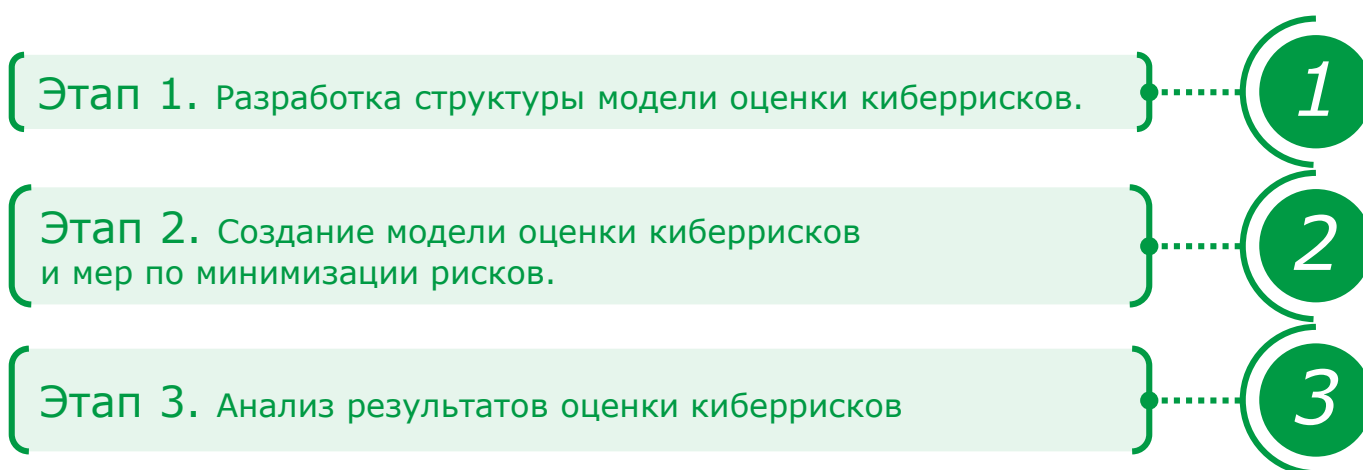 Этап 1. Разработка структуры модели оценки киберрисков.
1
Этап 2. Создание модели оценки киберрисков
и мер по минимизации рисков.
2
Этап 3. Анализ результатов оценки киберрисков
3